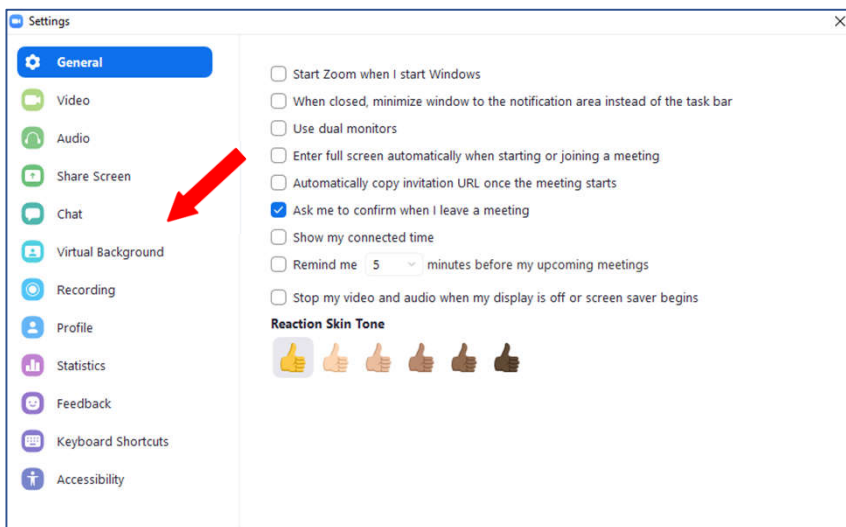 Settings
General
Video
Audio
Share Screen
Chat
Virtual Background
Recording
Profile
Statistics
Feedback
Keyboard Shortcuts
Accessibility
Start Zoom when I start Windows
When closed, minimize window to the notification area instead of the task bar
Use dual monitors
Enter full screen automatically when starting or joining a meeting
Automatically copy invitation URL once the meeting starts
Ask me to confirm when I leave a meeting
Show my connected time
Remind me 5 minutes before my upcoming meetings
Stop my video and audio when my display is off or screen saver begins
Reaction Skin Tone